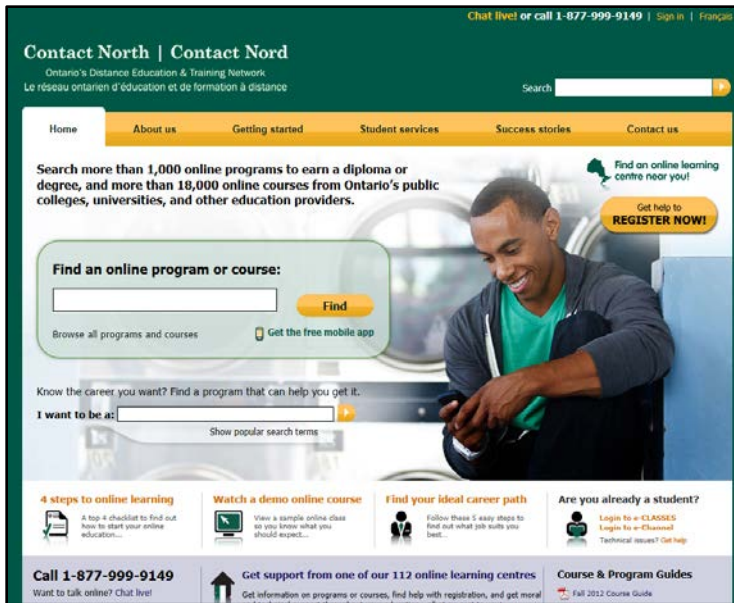 Chat live! or call 1-877-999-9149 | Sign in | Français
Contact North | Contact Nord
Ontario's Distance Education & Training Network
Le réseau ontarien d'éducation et de formation à distance
Search
Home About us Getting started Student services Success stories Contact us
Search more than 1,000 online programs to earn a diploma or
degree, and more than 18,000 online courses from Ontario's public
colleges, universities, and other education providers.
Find an online learning
centre near you!
Get help to
REGISTER NOW!
Find an online program or course:
Find
Browse all programs and courses
Get the free mobile app
Know the career you want? Find a program that can help you get it.
I want to be a:
Show popular search terms
4 steps to online learning
A top 4 checklist to find out
how to start your online
education...
Watch a demo online course
View a sample online class
so you know what you
should expect...
Find your ideal career path
Follow these 5 easy steps to
find out what job suits you
best...
Are you already a student?
Login to e-CLASSES
Login to e-Channel
Technical issues? Get help
Call 1-877-999-9149
Want to talk online? Chat live!
Get support from one of our 112 online learning centres
Get information on programs or courses, find help with registration, and get moral
Course & Program Guides
Fall 2012 Course Guide